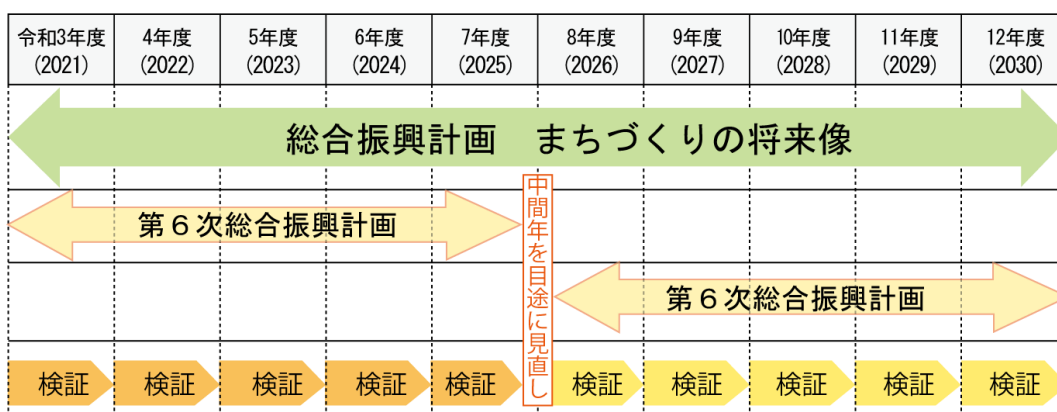 令和3年度 4年度 5年度 6年度 7年度 8年度 9年度 10年度 11年度 12年度
(2021) (2022) (2023) (2024) (2025) (2026) (2027) (2028) (2029) (2030)
総合振興計画　まちづくりの将来像
中間年を目途に見直し
第６次総合振興計画
第６次総合振興計画
検証 検証 検証 検証 検証 検証 検証 検証 検証 検証